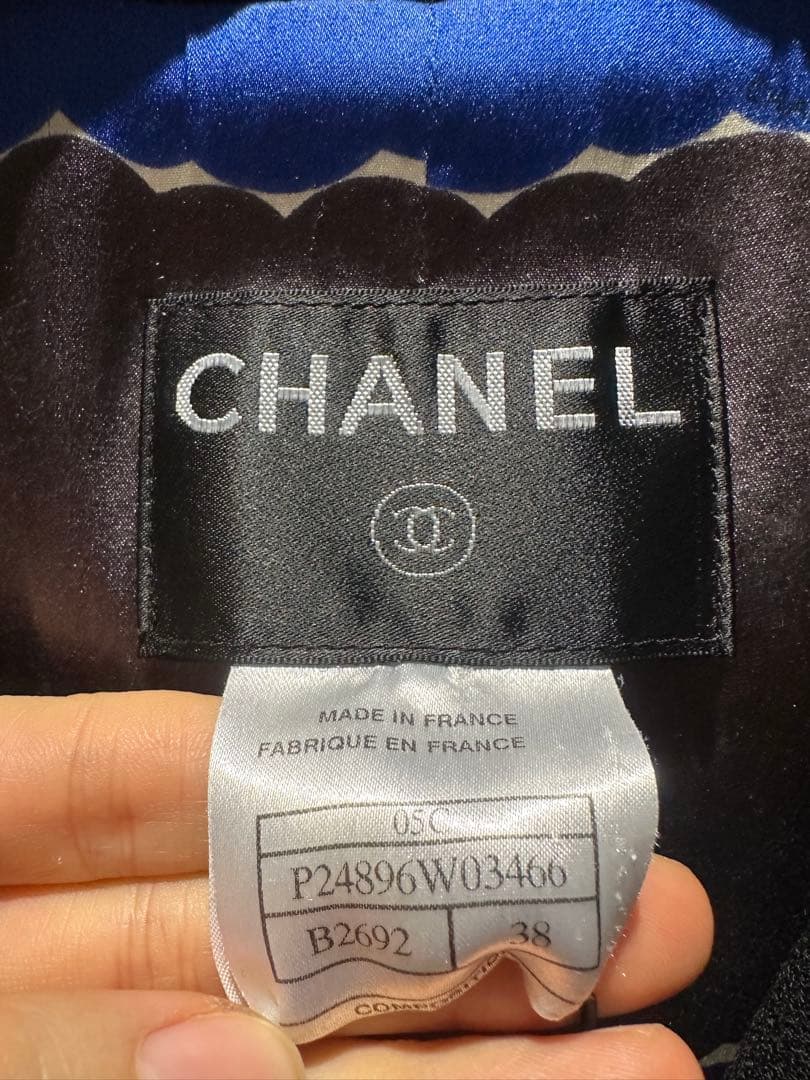 CHANEL
MADE IN FRANCE
FABRIQUE EN FRANCE
05C
P24896W03466
B2692 38